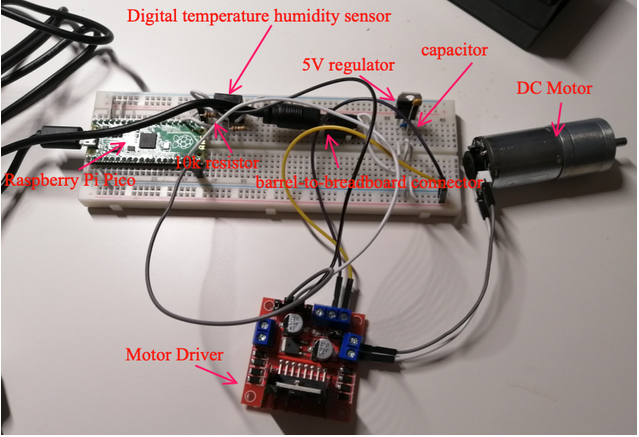 Digital temperature humidity sensor
5V regulator
capacitor
DC Motor
10K resistor
Raspberry Pi Pico
barrel-to-breadboard connector
Motor Driver